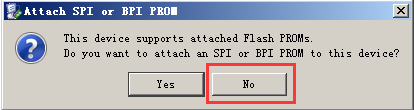 Attach SPI or BPI PROM
This device supports attached Flash PROMs.
Do you want to attach an SPI or BPI PROM to this device?
Yes No